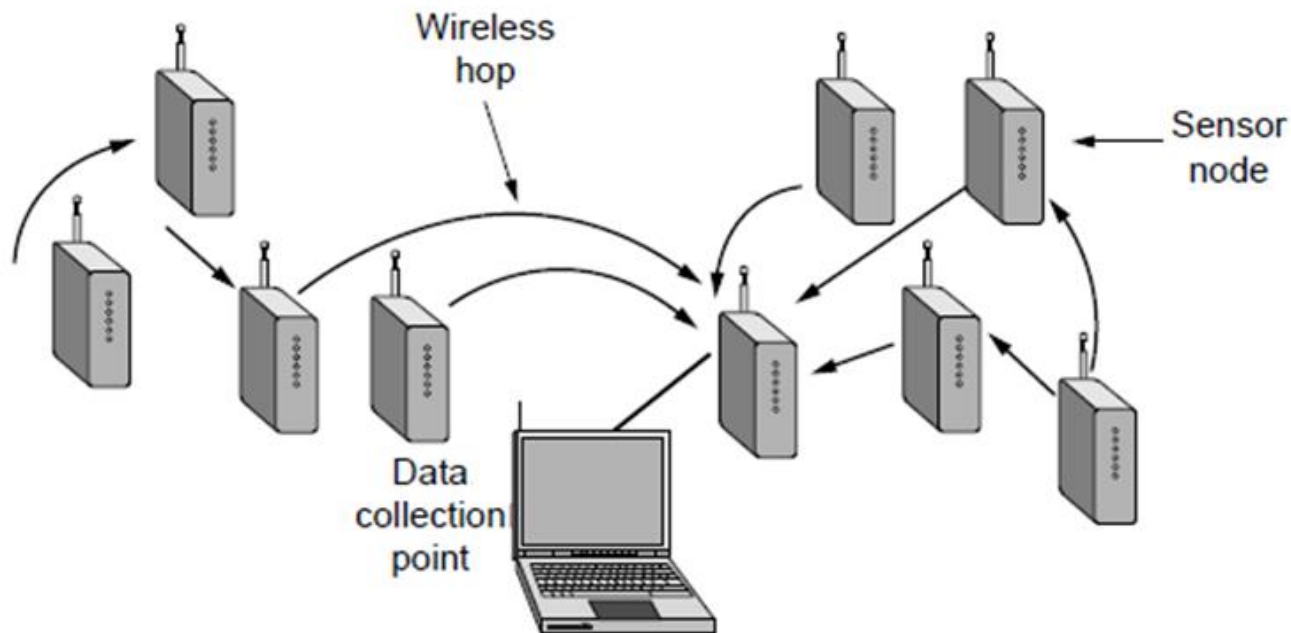 Wireless
hop
Sensor
node
Data
collection
point